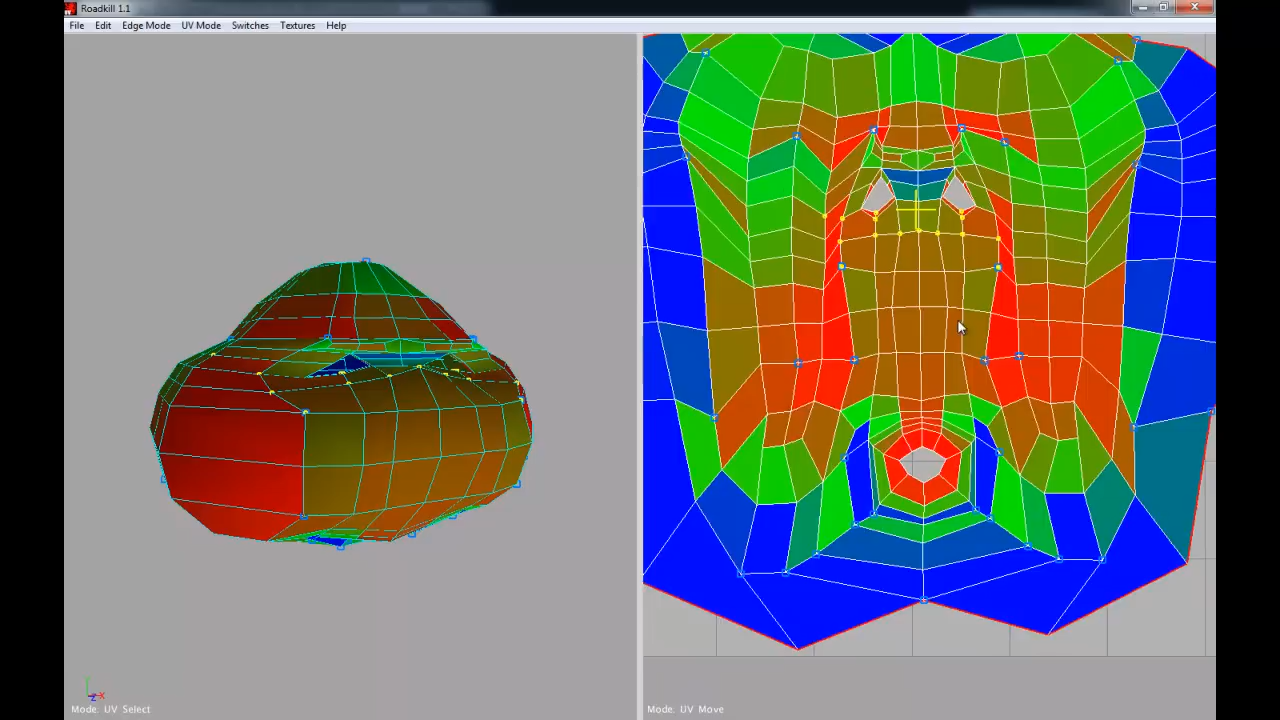 Roadkill 1.1
File Edit Edge Mode UV Mode Switches Textures Help
Mode: UV Select
Mode: UV Move